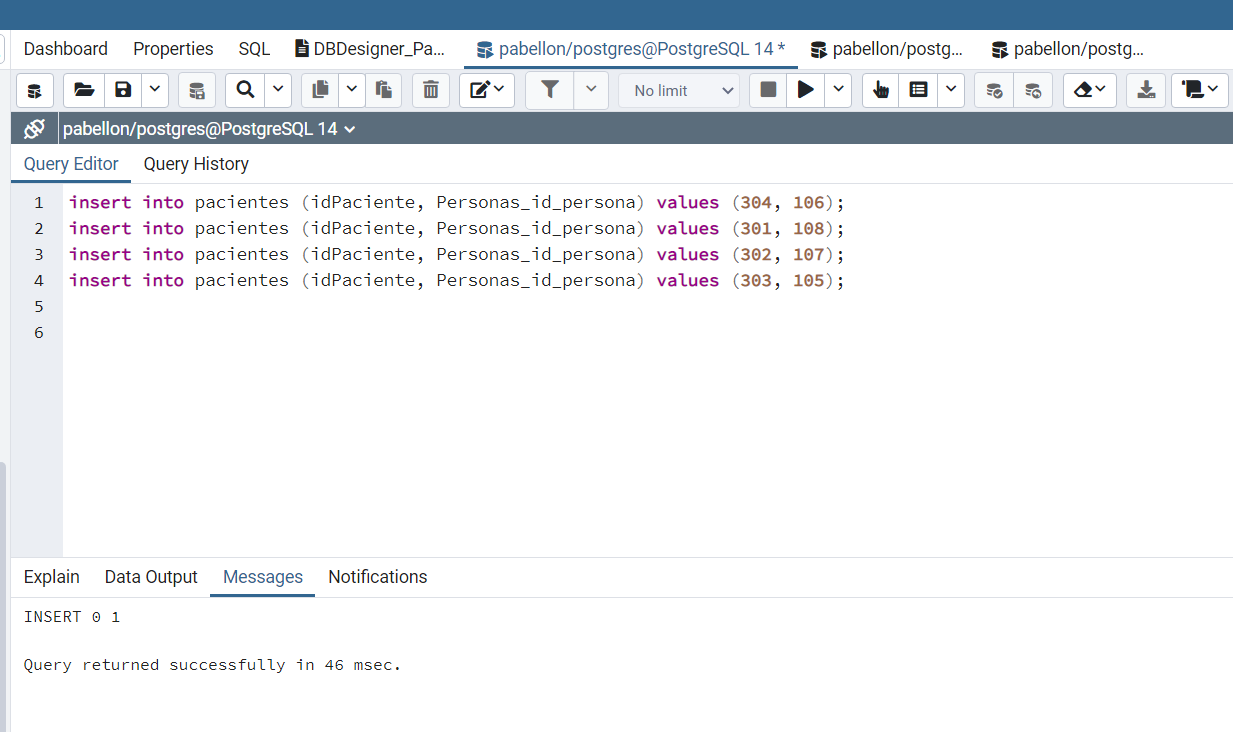 Dashboard Properties SQL DBDesigner_Pa... pabellon/postgres@PostgreSQL 14 * pabellon/postg... pabellon/postg...
No limit
pabellon/postgres@PostgreSQL 14
Query Editor Query History
1 insert into pacientes (idPaciente, Personas_id_persona) values (304, 106);
2 insert into pacientes (idPaciente, Personas_id_persona) values (301, 108);
3 insert into pacientes (idPaciente, Personas_id_persona) values (302, 107);
4 insert into pacientes (idPaciente, Personas_id_persona) values (303, 105);
5
6
Explain Data Output Messages Notifications
INSERT 0 1
Query returned successfully in 46 msec.